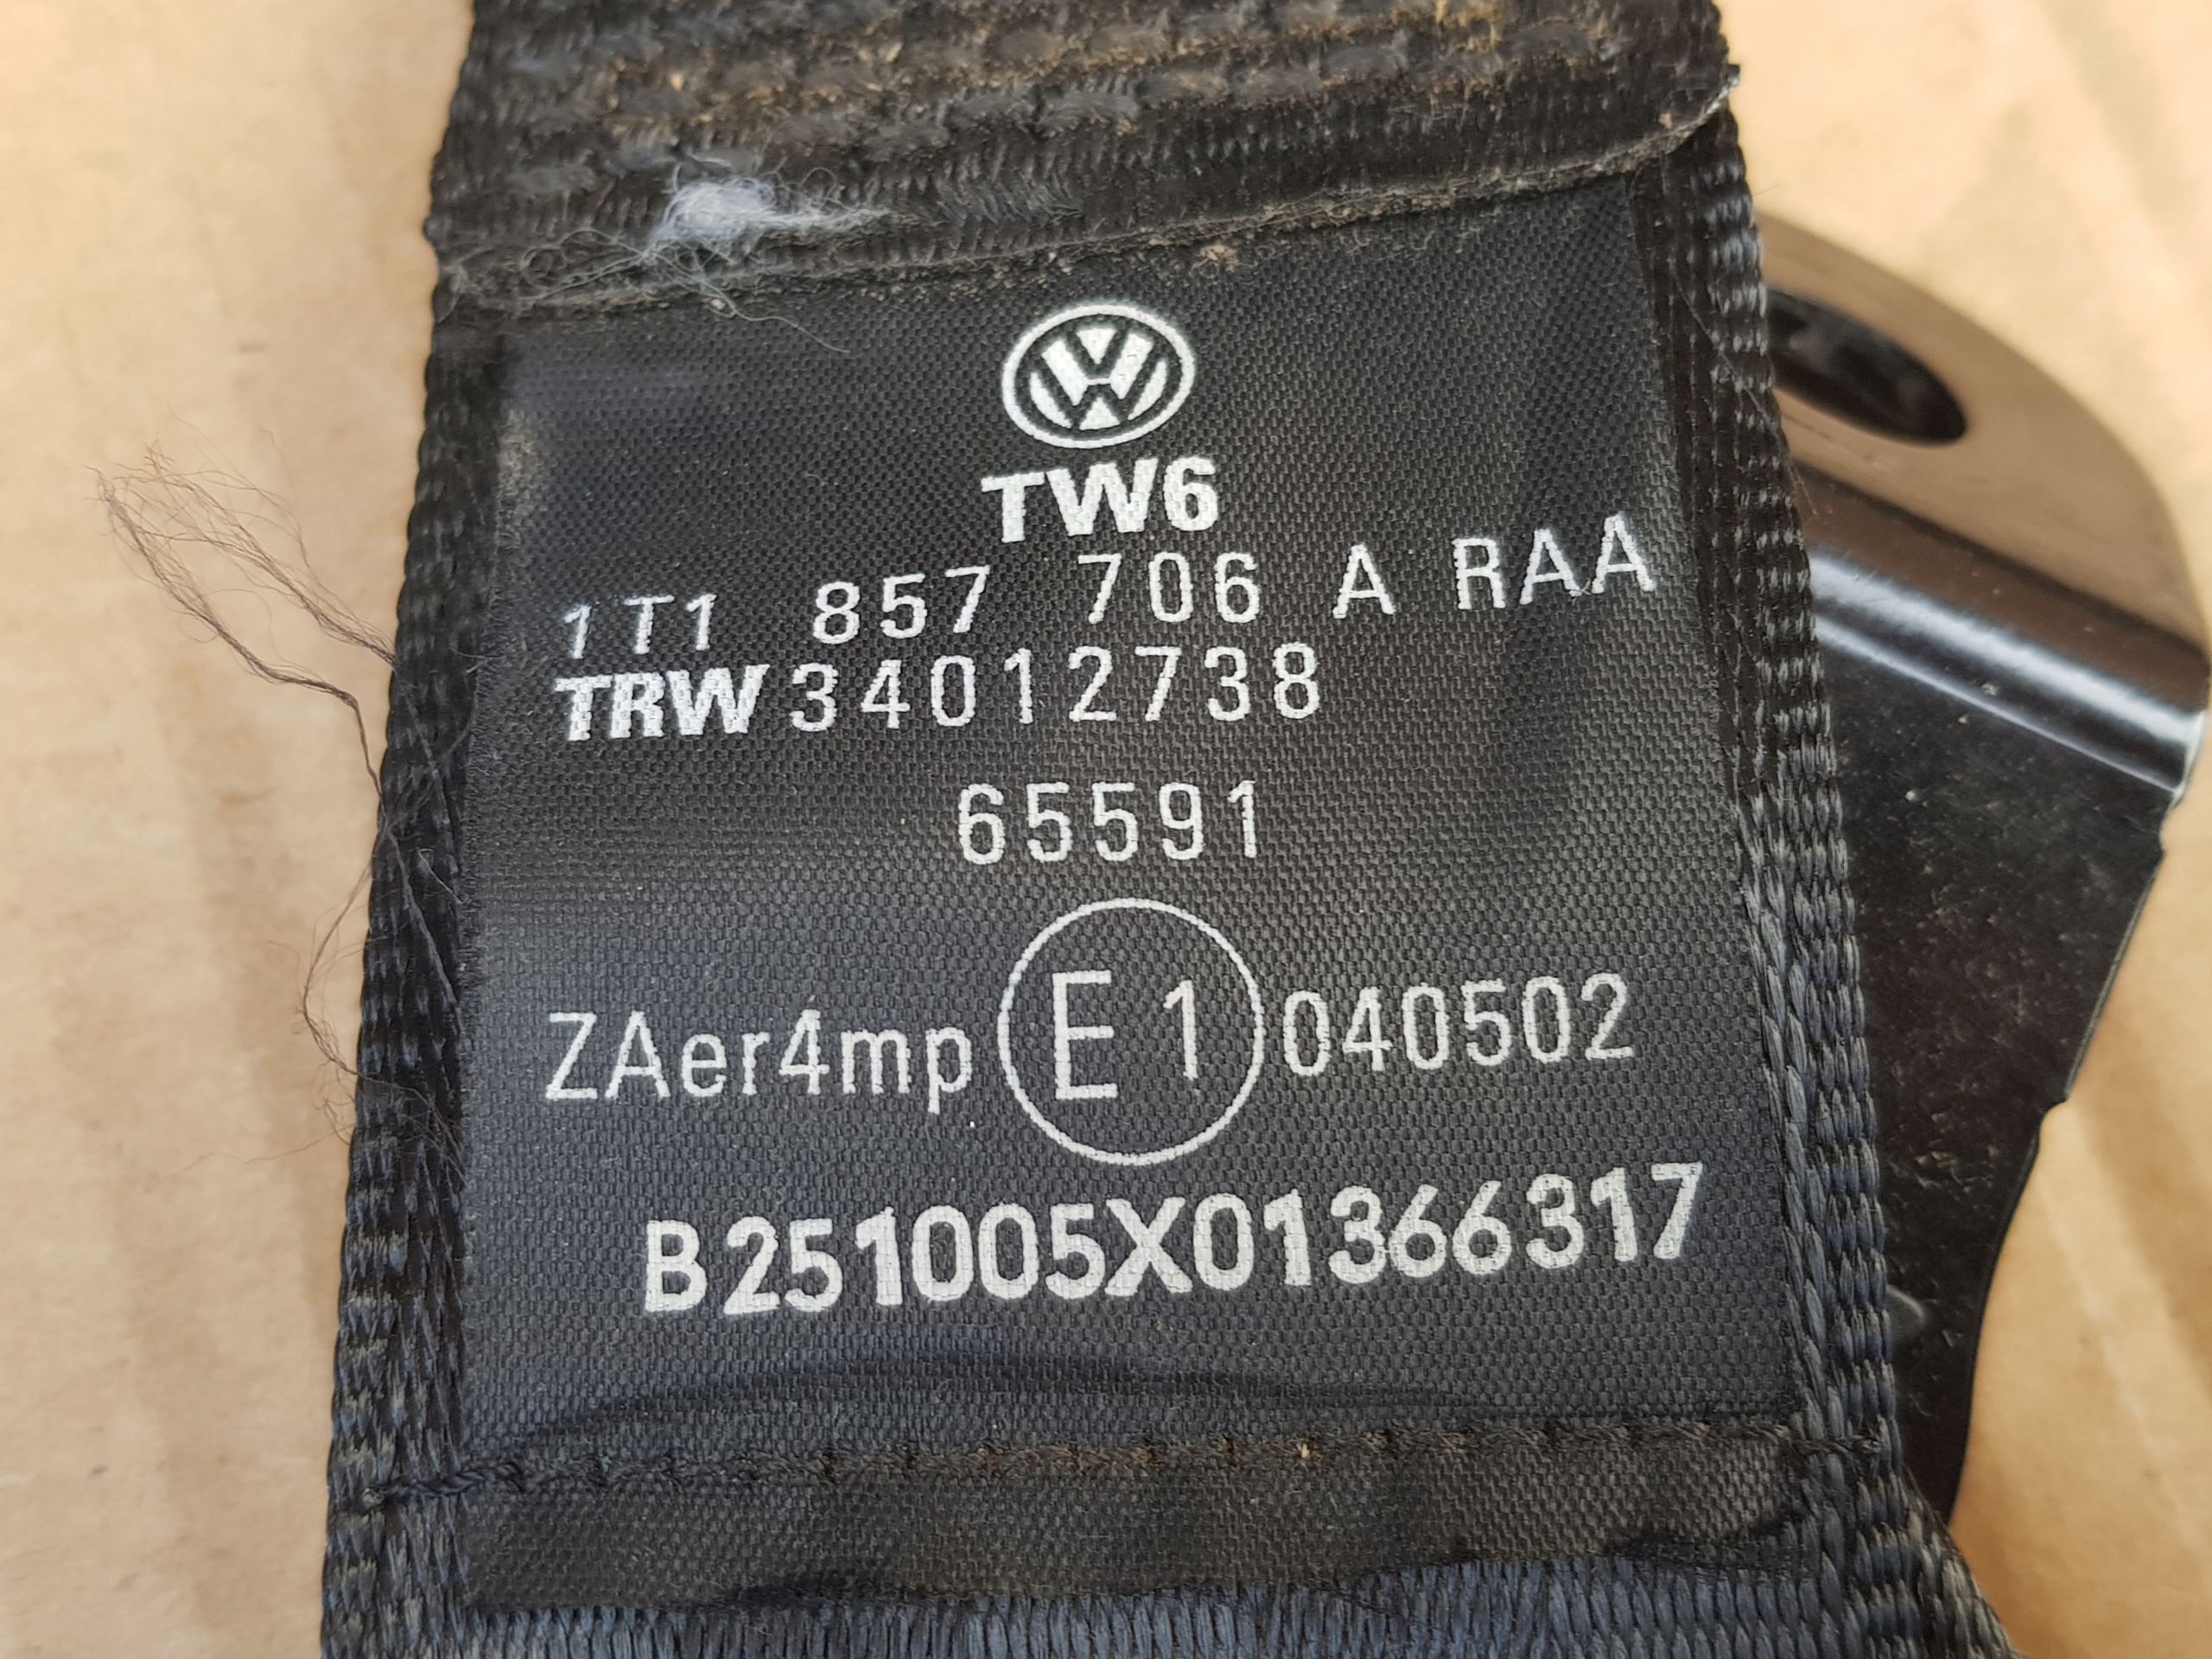 TW6
1T1 857 706 A RAA
TRW 34012738
65591
ZAer4mp E1 040502
B251005X01366317